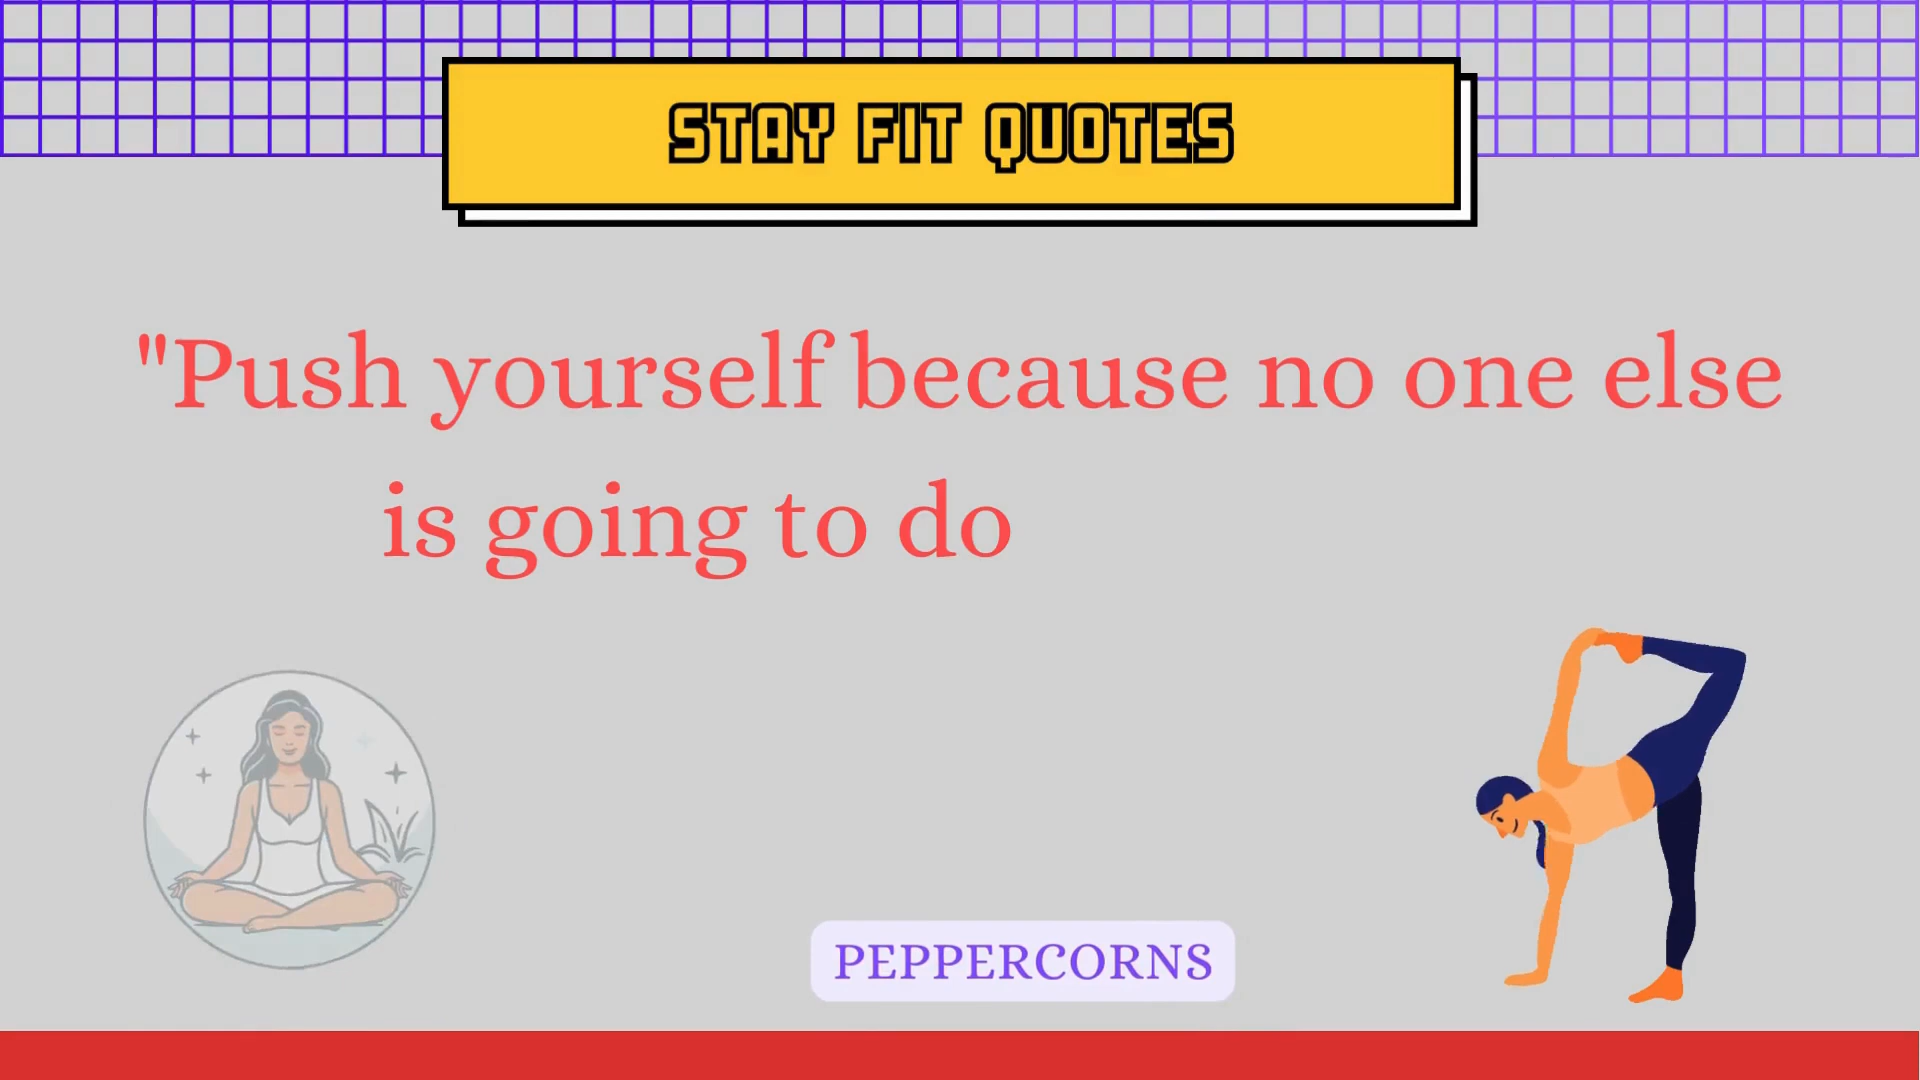 STAY FIT QUOTES
"Push yourself because no one else
is going to do
PEPPERCORNS